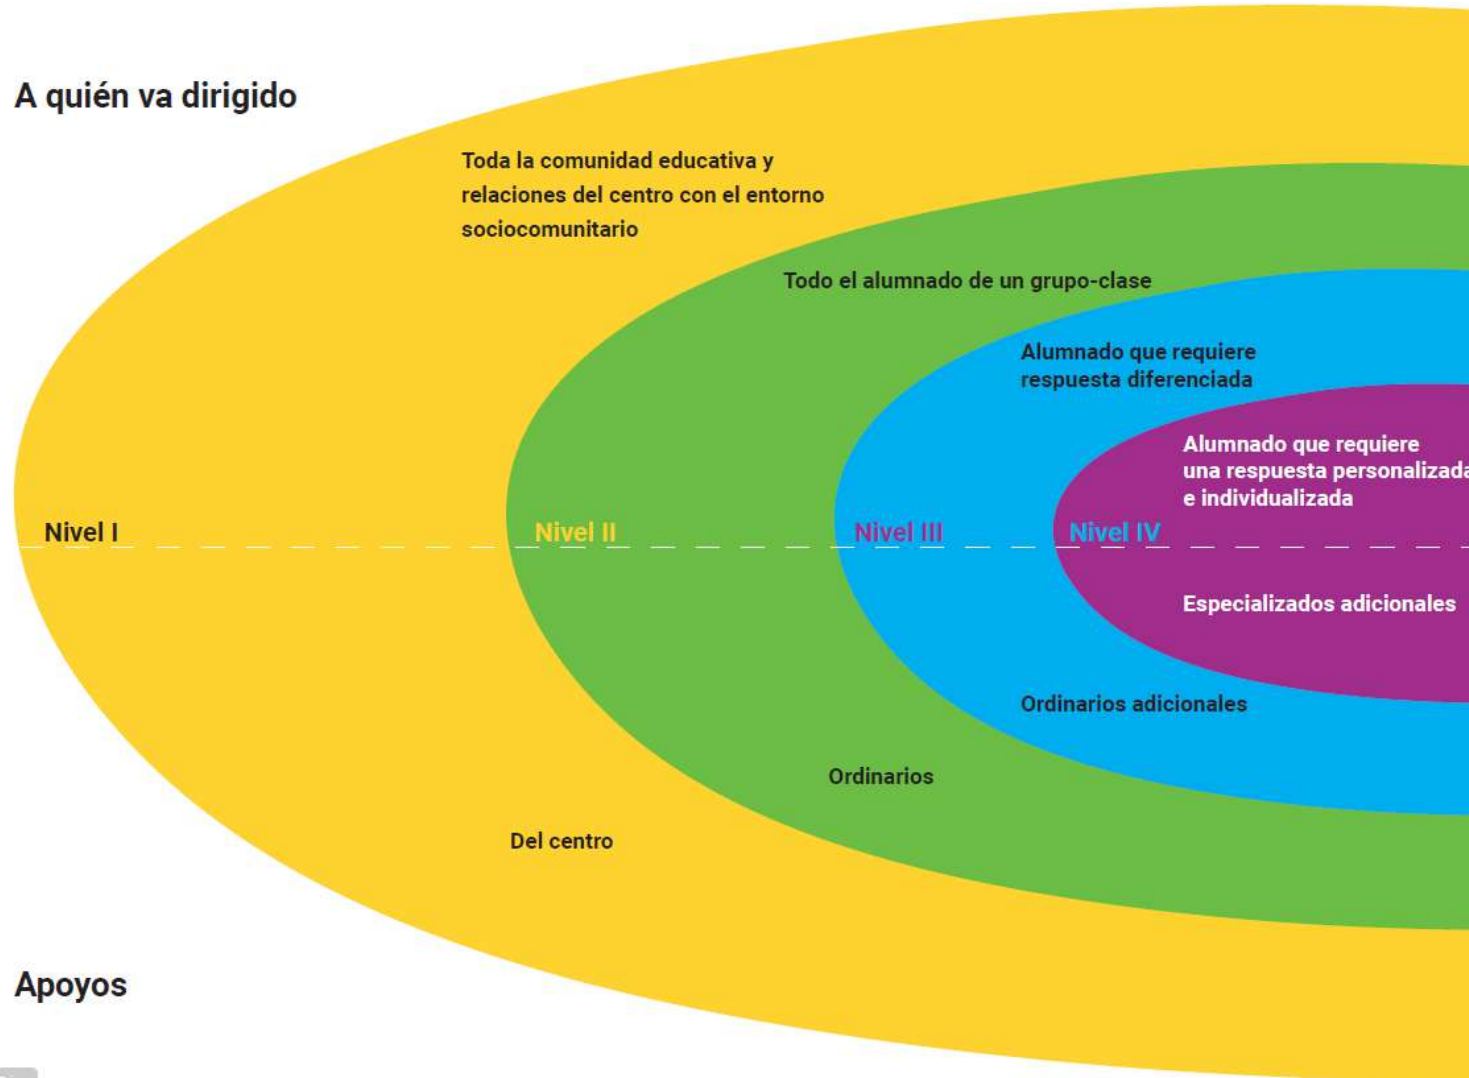 A quién va dirigido
Toda la comunidad educativa y
relaciones del centro con el entorno
sociocomunitario
Todo el alumnado de un grupo-clase
Alumnado que requiere
respuesta diferenciada
Alumnado que requiere
una respuesta personalizada
e individualizada
Nivel I
Nivel II
Nivel III
Nivel IV
Especializados adicionales
Ordinarios adicionales
Ordinarios
Del centro
Apoyos